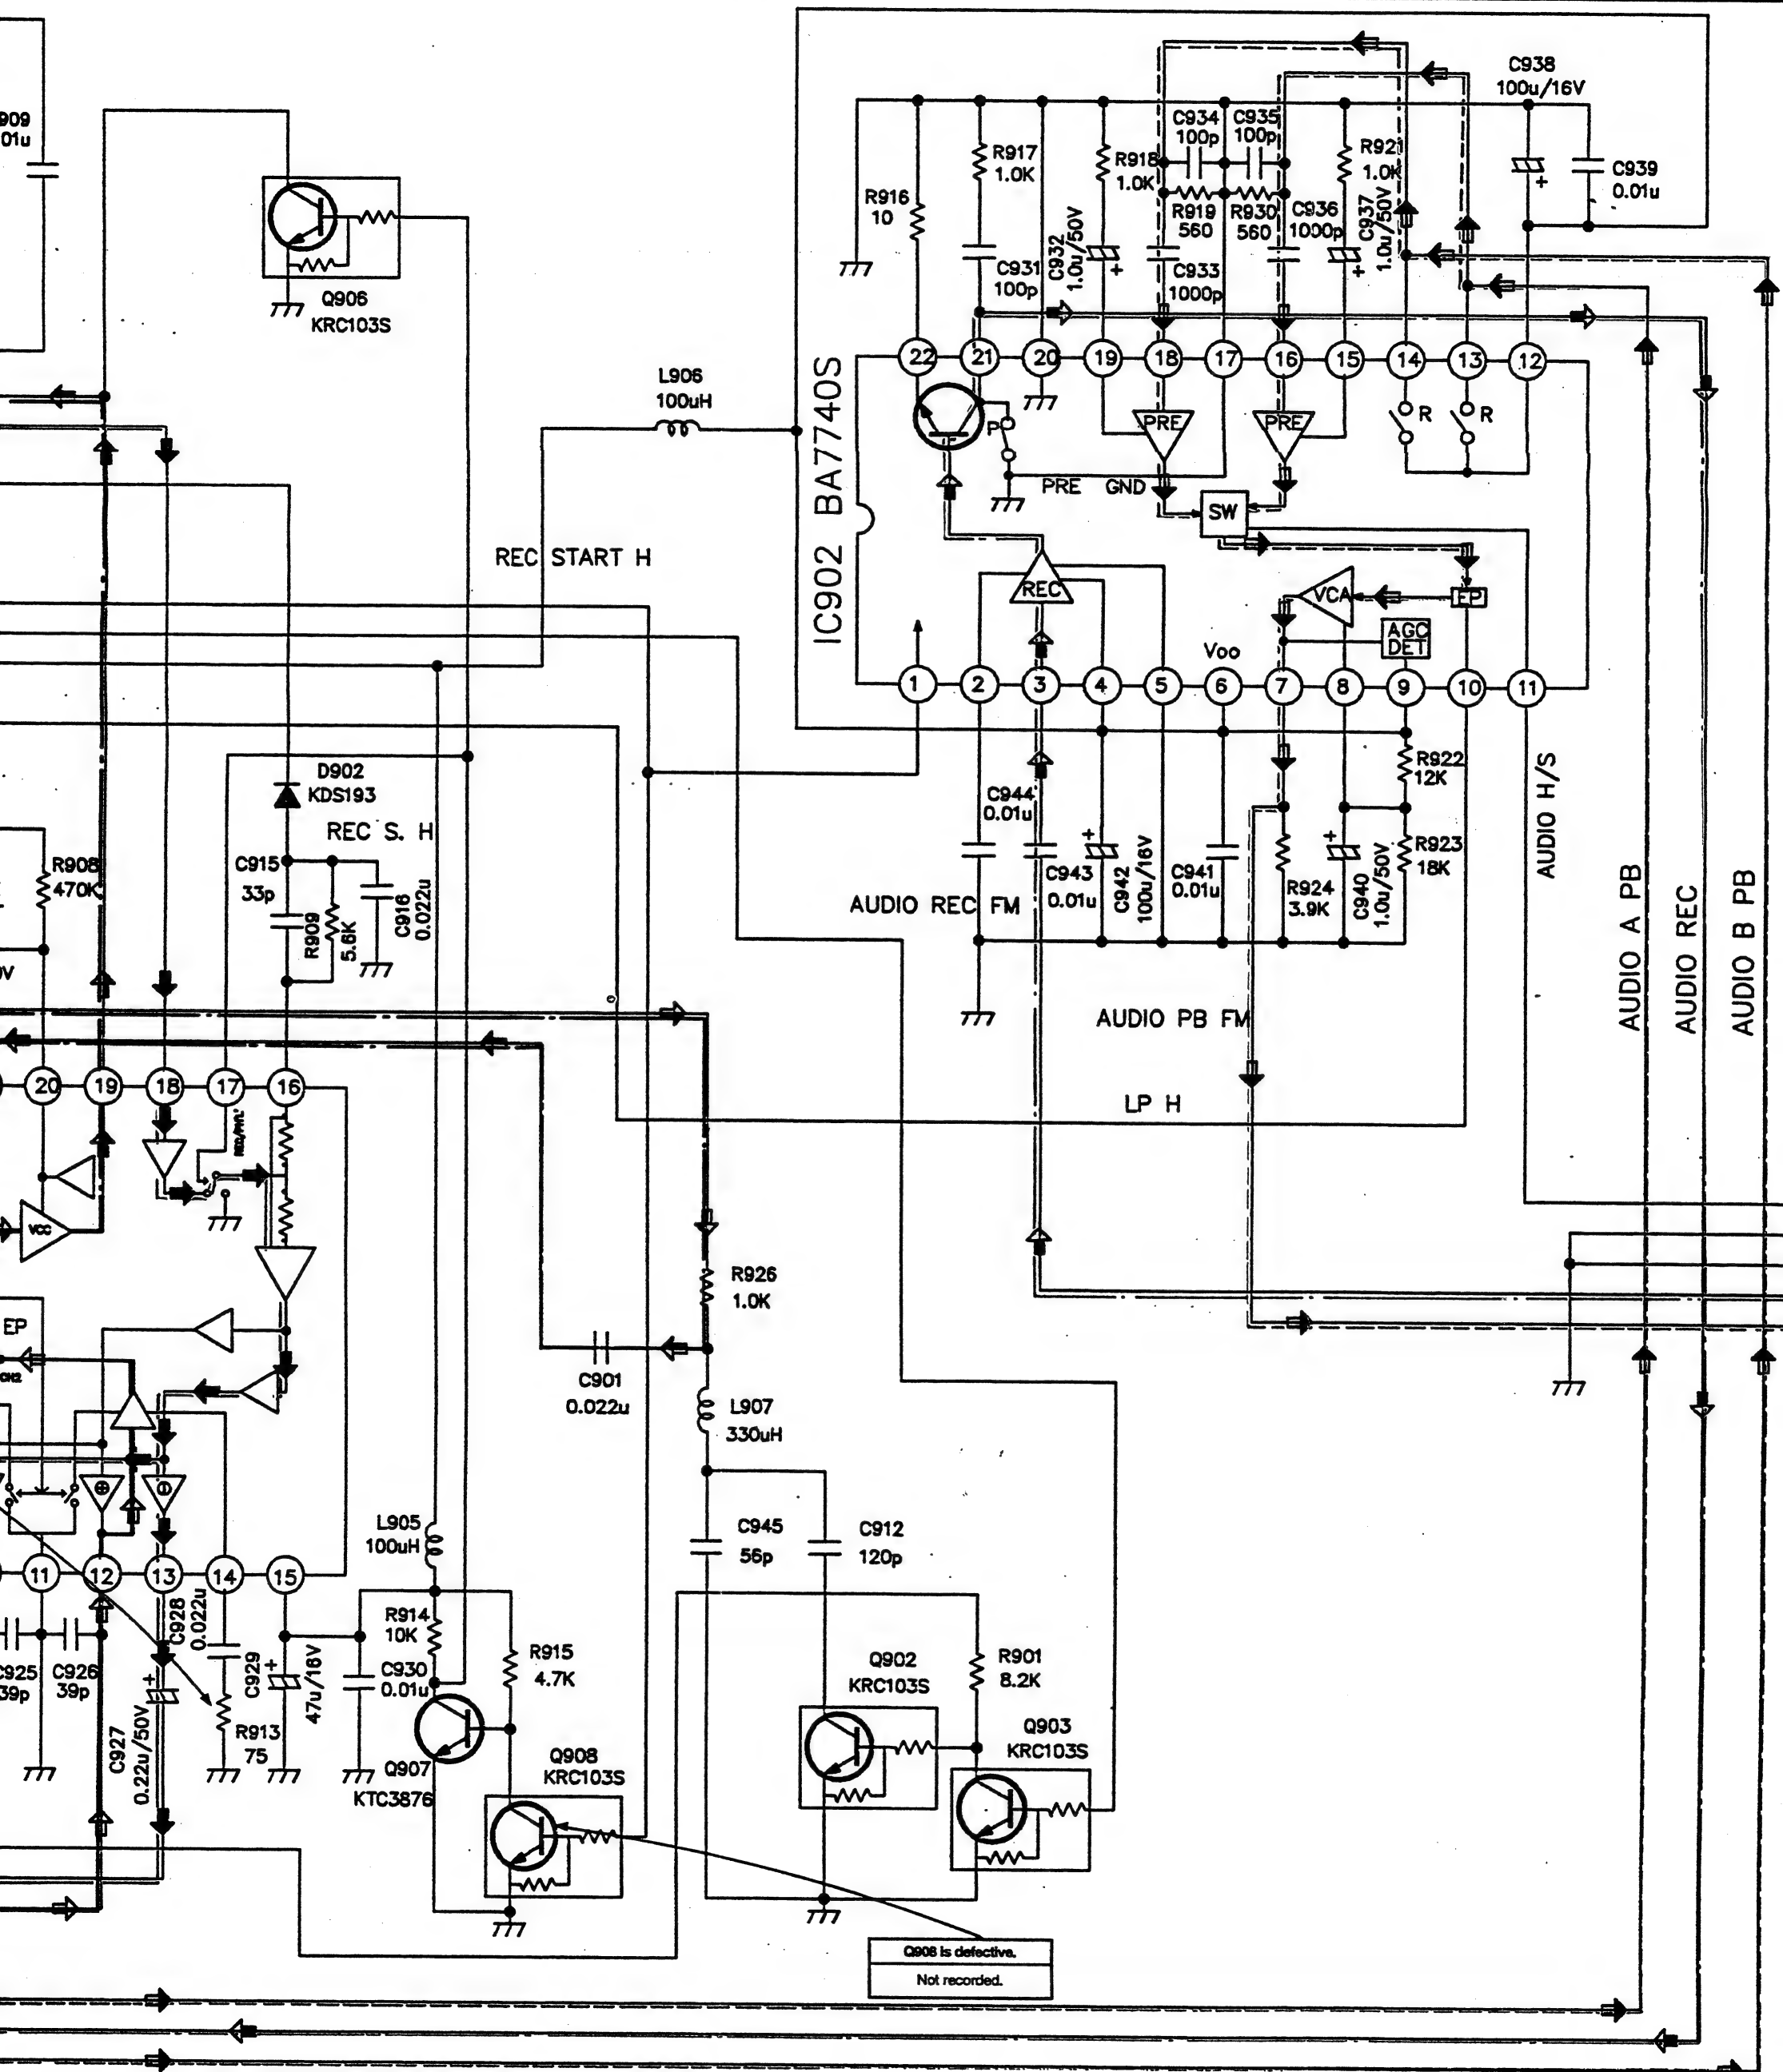 C938
100u/16V
909
01u
C934
100p
C935
100p
R917
1.0K
R918
1.0K
R921
1.0K
C939
0.01u
R916
10
R919
560
R930
560
C936
1000p
C937
1.0u/50V
C932
1.0u/50V
C931
100p
C933
1000p
Q906
KRC103S
22
21
20
19
18
17
16
15
14
13
12
L906
100uH
IC902 BA7740S
P
PRE
PRE
R
R
PRE GND
SW
REC START H
REC
VCA
EP
AGC
DET
1
2
3
4
5
6
7
8
9
10
11
R922
12K
D902
KDS193
REC S. H
C944
0.01u
AUDIO H/S
R908
470K
C915
33p
R909
5.6K
C916
0.022u
C943
0.01u
C942
100u/16V
C941
0.01u
R924
3.9K
C940
1.0u/50V
R923
18K
AUDIO REC FM
AUDIO A PB
AUDIO REC
AUDIO B PB
AUDIO PB FM
20
19
18
17
16
LP H
VCC
R926
1.0K
EP
C901
0.022u
L907
330uH
L905
100uH
C945
56p
C912
120p
11
12
13
14
15
C928
0.022u
R914
10K
R915
4.7K
C925
39p
C926
39p
C929
47u/16V
C930
0.01u
Q902
KRC103S
R901
8.2K
C927
0.22u/50V
R913
75
Q907
KTC3876
Q908
KRC103S
Q903
KRC103S
Q908 is defective.
Not recorded.